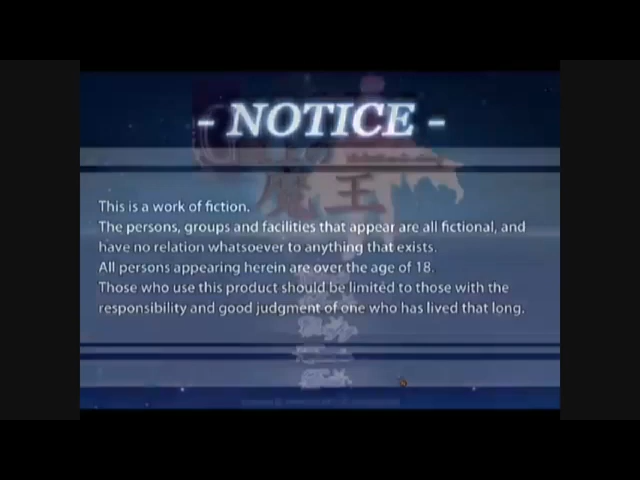 - NOTICE -
魔王
This is a work of fiction.
The persons, groups and facilities that appear are all fictional, and
have no relation whatsoever to anything that exists.
All persons appearing herein are over the age of 18.
Those who use this product should be limited to those with the
responsibility and good judgment of one who has lived that long.